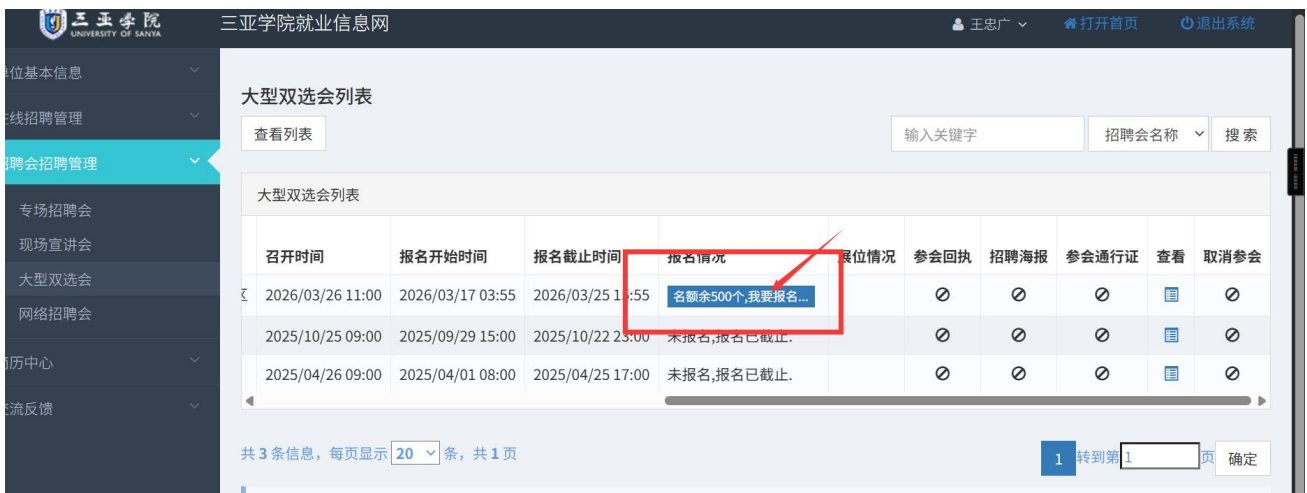 三亚学院
UNIVERSITY OF SANYA
三亚学院就业信息网
王忠广
打开首页
退出系统
位基本信息
线招聘管理
聘会招聘管理
专场招聘会
现场宣讲会
大型双选会
网络招聘会
历中心
流反馈
大型双选会列表
查看列表
输入关键字
招聘会名称
搜 索
大型双选会列表
召开时间 报名开始时间 报名截止时间 报名情况 展位情况 参会回执 招聘海报 参会通行证 查看 取消参会
区 2026/03/26 11:00 2026/03/17 03:55 2026/03/25 15:55 名额余500个,我要报名...
2025/10/25 09:00 2025/09/29 15:00 2025/10/22 23:00 未报名,报名已截止.
2025/04/26 09:00 2025/04/01 08:00 2025/04/25 17:00 未报名,报名已截止.
共 3 条信息，每页显示 20 条，共 1 页
1 转到第 1 页 确定